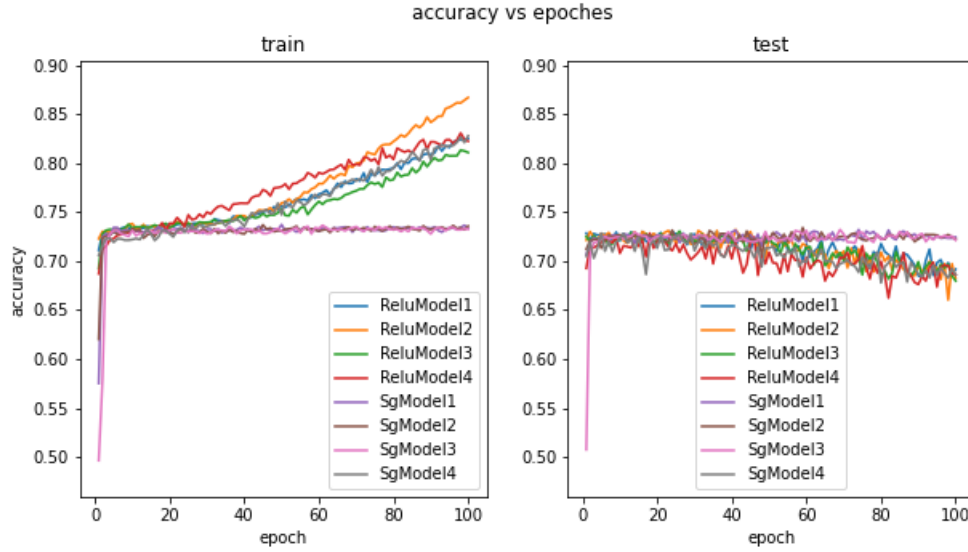 accuracy vs epoches
train
accuracy
0.90
0.85
0.80
0.75
0.70
0.65
0.60
0.55
0.50
ReluModel1
ReluModel2
ReluModel3
ReluModel4
SgModel1
SgModel2
SgModel3
SgModel4
0 20 40 60 80 100
epoch
test
0.90
0.85
0.80
0.75
0.70
0.65
0.60
0.55
0.50
ReluModel1
ReluModel2
ReluModel3
ReluModel4
SgModel1
SgModel2
SgModel3
SgModel4
0 20 40 60 80 100
epoch